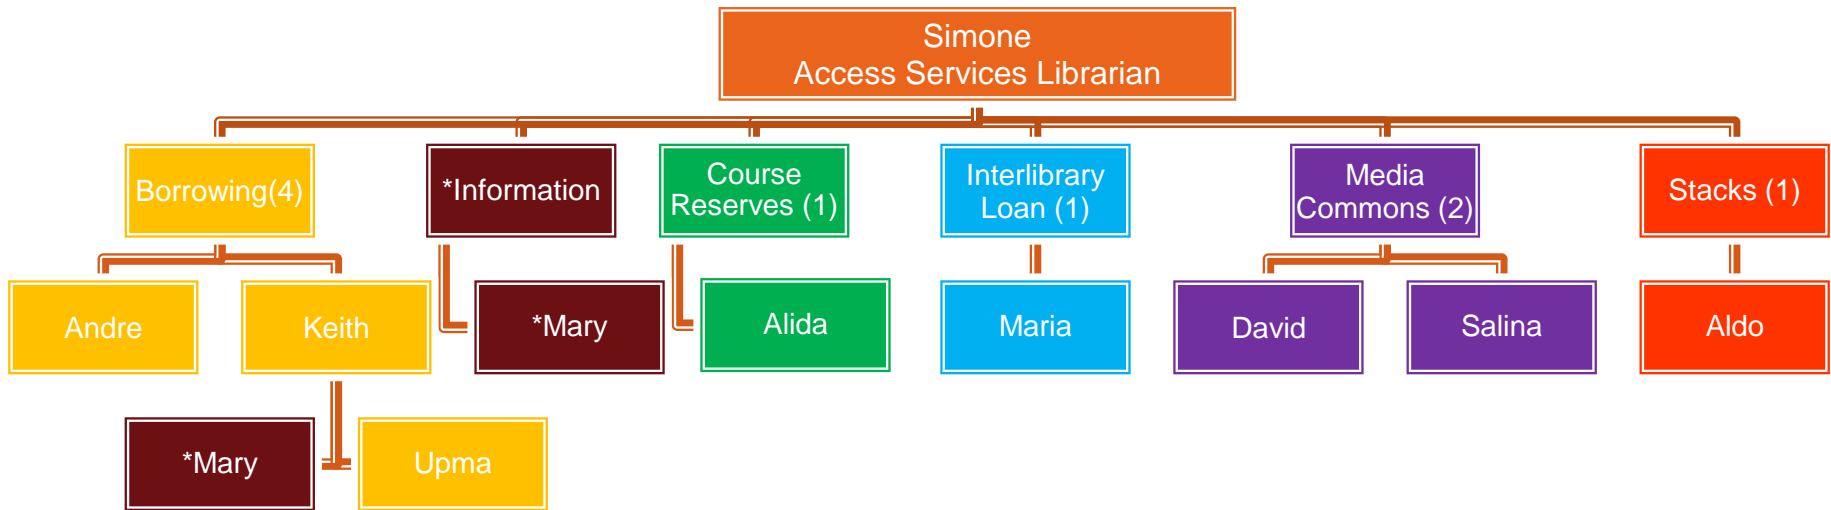 Simone
Access Services Librarian
Borrowing(4)
*Information
Course
Reserves (1)
Interlibrary
Loan (1)
Media
Commons (2)
Stacks (1)
Andre
Keith
*Mary
Alida
Maria
David
Salina
Aldo
*Mary
Upma